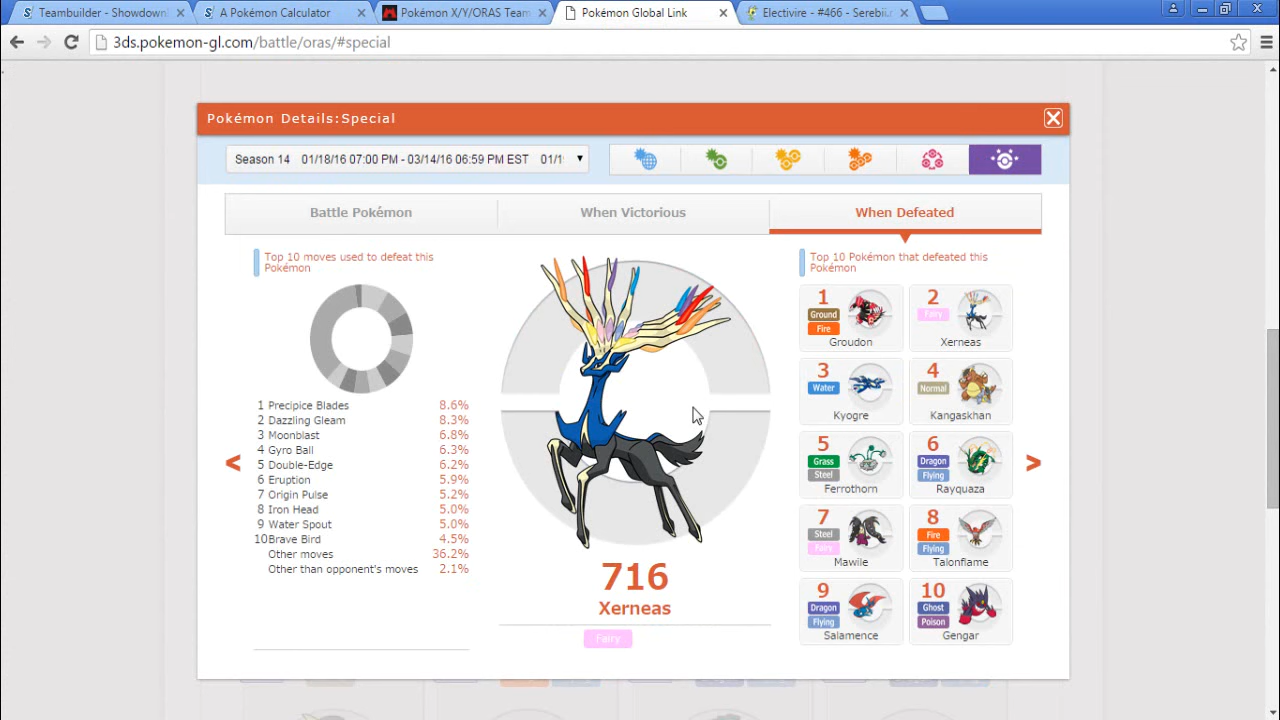 Teambuilder - Showdown!
A Pokémon Calculator
Pokémon X/Y/ORAS Team
Pokémon Global Link
Electivire - #466 - Serebii.
3ds.pokemon-gl.com/battle/oras/#special
Pokémon Details:Special
Season 14 01/18/16 07:00 PM - 03/14/16 06:59 PM EST 01/1
Battle Pokémon
When Victorious
When Defeated
Top 10 moves used to defeat this
Pokémon
1 Precipice Blades 8.6%
2 Dazzling Gleam 8.3%
3 Moonblast 6.8%
4 Gyro Ball 6.3%
5 Double-Edge 6.2%
6 Eruption 5.9%
7 Origin Pulse 5.2%
8 Iron Head 5.0%
9 Water Spout 5.0%
10Brave Bird 4.5%
Other moves 36.2%
Other than opponent's moves 2.1%
<
716
Xerneas
Fairy
Top 10 Pokémon that defeated this
Pokémon
1
Ground
Fire
Groudon
2
Fairy
Xerneas
3
Water
Kyogre
4
Normal
Kangaskhan
5
Grass
Steel
Ferrothorn
6
Dragon
Flying
Rayquaza
7
Steel
Fairy
Mawile
8
Fire
Flying
Talonflame
9
Dragon
Flying
Salamence
10
Ghost
Poison
Gengar
>